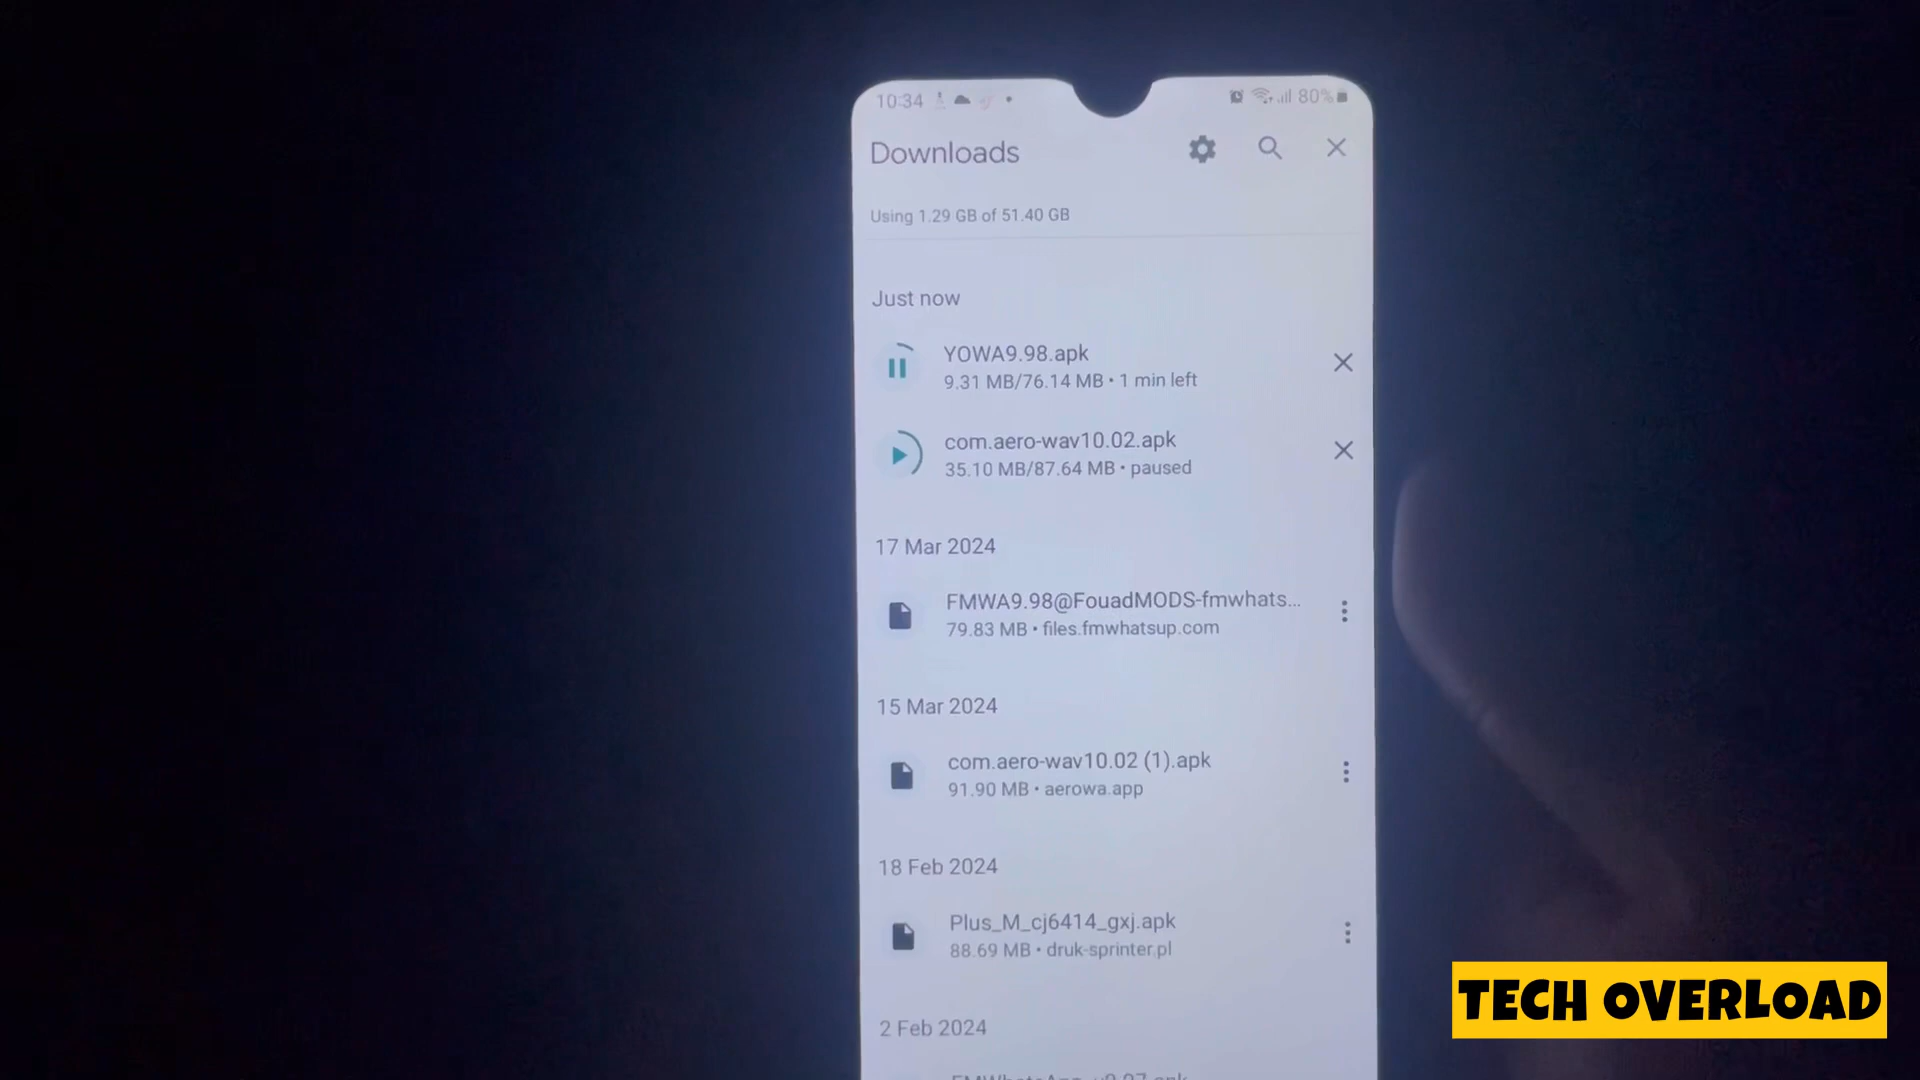 10:34
80%
Downloads
Using 1.29 GB of 51.40 GB
Just now
YOWA9.98.apk
9.31 MB/76.14 MB • 1 min left
com.aero-wav10.02.apk
35.10 MB/87.64 MB • paused
17 Mar 2024
FMWA9.98@FouadMODS-fmwhats...
79.83 MB • files.fmwhatsup.com
15 Mar 2024
com.aero-wav10.02 (1).apk
91.90 MB • aerowa.app
18 Feb 2024
Plus_M_cj6414_gxj.apk
88.69 MB • druk-sprinter.pl
2 Feb 2024
TECH OVERLOAD